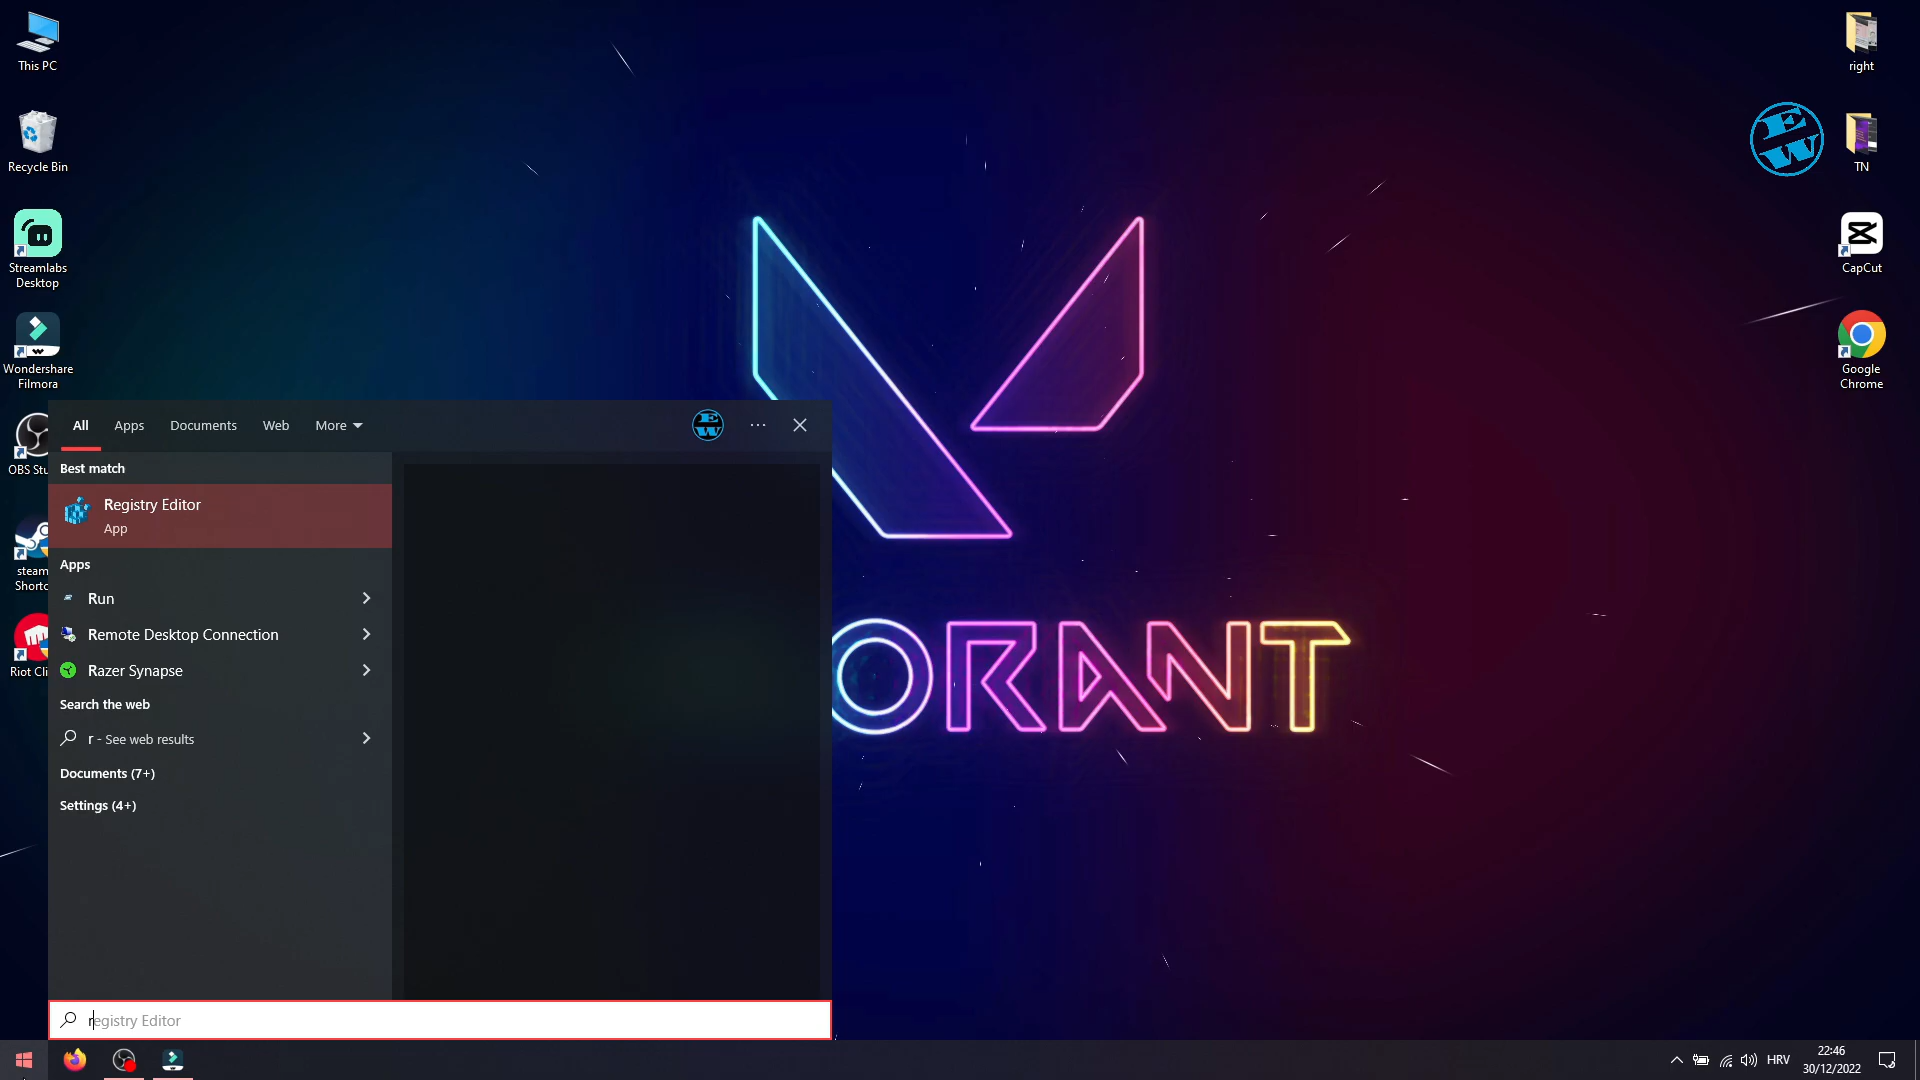 This PC
Recycle Bin
Streamlabs
Desktop
Wondershare
Filmora
OBS Stu
steam
Shortc
Riot Cli
right
TN
CapCut
Google
Chrome
EW
ORANT
All
Apps
Documents
Web
More
EW
Best match
Registry Editor
App
Apps
Run
Remote Desktop Connection
Razer Synapse
Search the web
r - See web results
Documents (7+)
Settings (4+)
registry Editor
HRV
22:46
30/12/2022